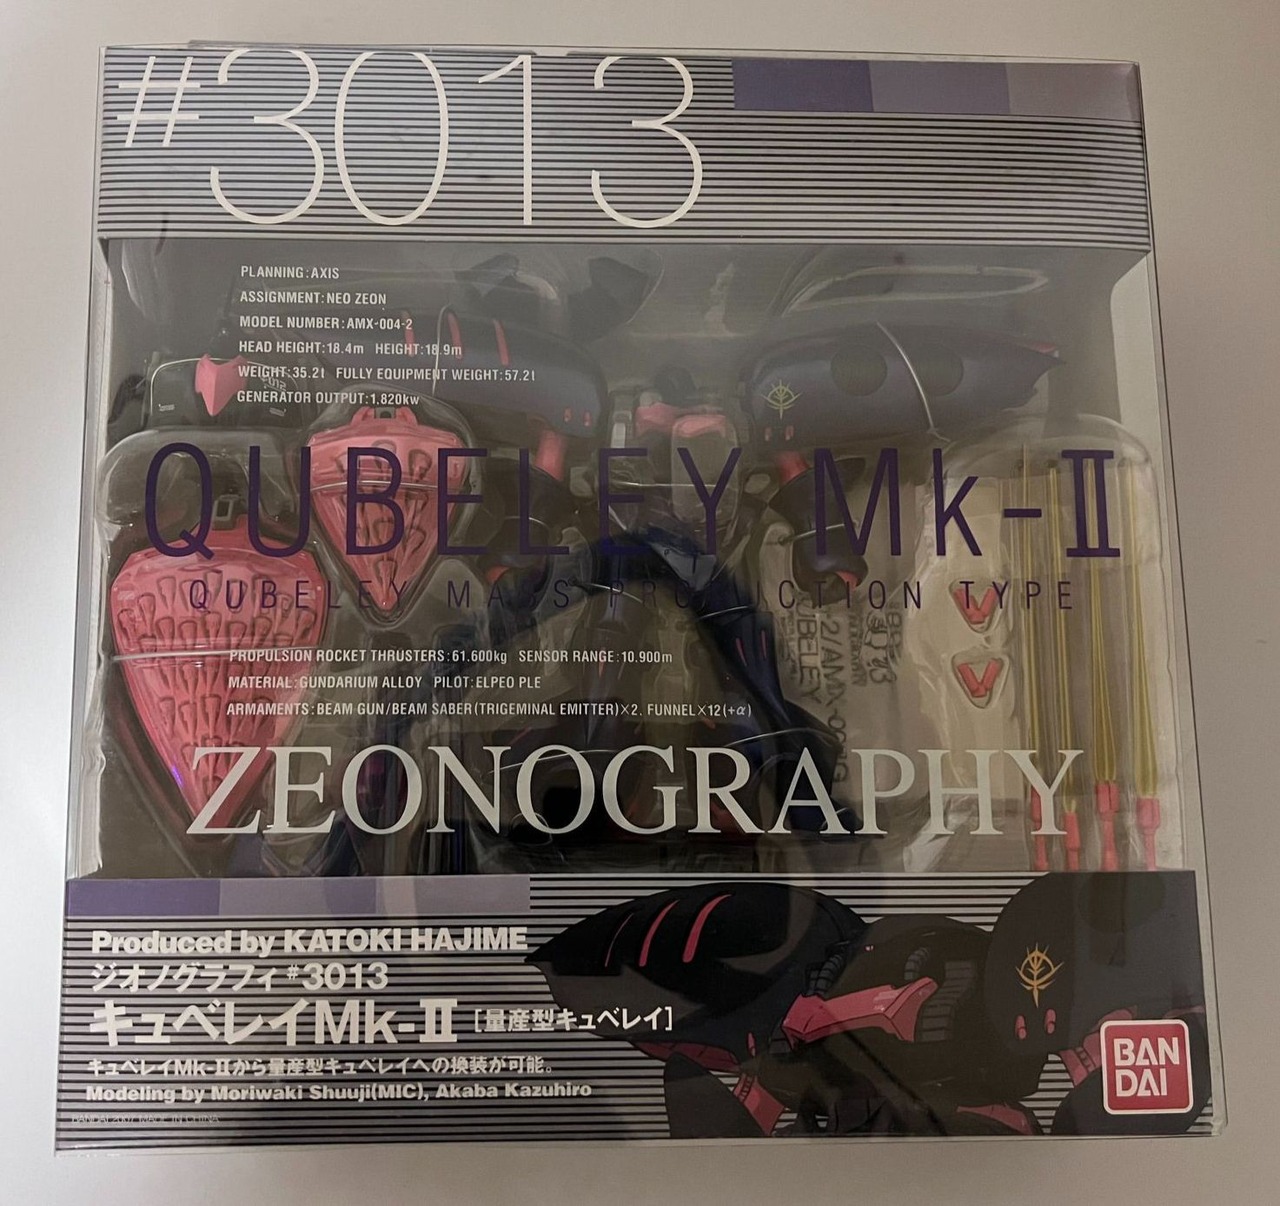 #3013
PLANNING:AXIS
ASSIGNMENT:NEO ZEON
MODEL NUMBER:AMX-004-2
HEAD HEIGHT:18.4m HEIGHT:18.9m
WEIGHT:35.2t FULLY EQUIPMENT WEIGHT:57.2t
GENERATOR OUTPUT:1,820kw
QUBELEY Mk-II
QUBELEY MASS PRODUCTION TYPE
PROPULSION ROCKET THRUSTERS:61.600kg SENSOR RANGE:10.900m
MATERIAL:GUNDARIUM ALLOY PILOT:ELPEO PLE
ARMAMENTS:BEAM GUN/BEAM SABER(TRIGEMINAL EMITTER)×2. FUNNEL×12(+α)
ZEONOGRAPHY
Produced by KATOKI HAJIME
ジオノグラフィ #3013
キュベレイMk-II [量産型キュベレイ]
キュベレイMk-IIから量産型キュベレイへの換装が可能。
Modeling by Moriwaki Shuuji(MIC), Akaba Kazuhiro
BANDAI 2007 MADE IN CHINA
BAN
DAI